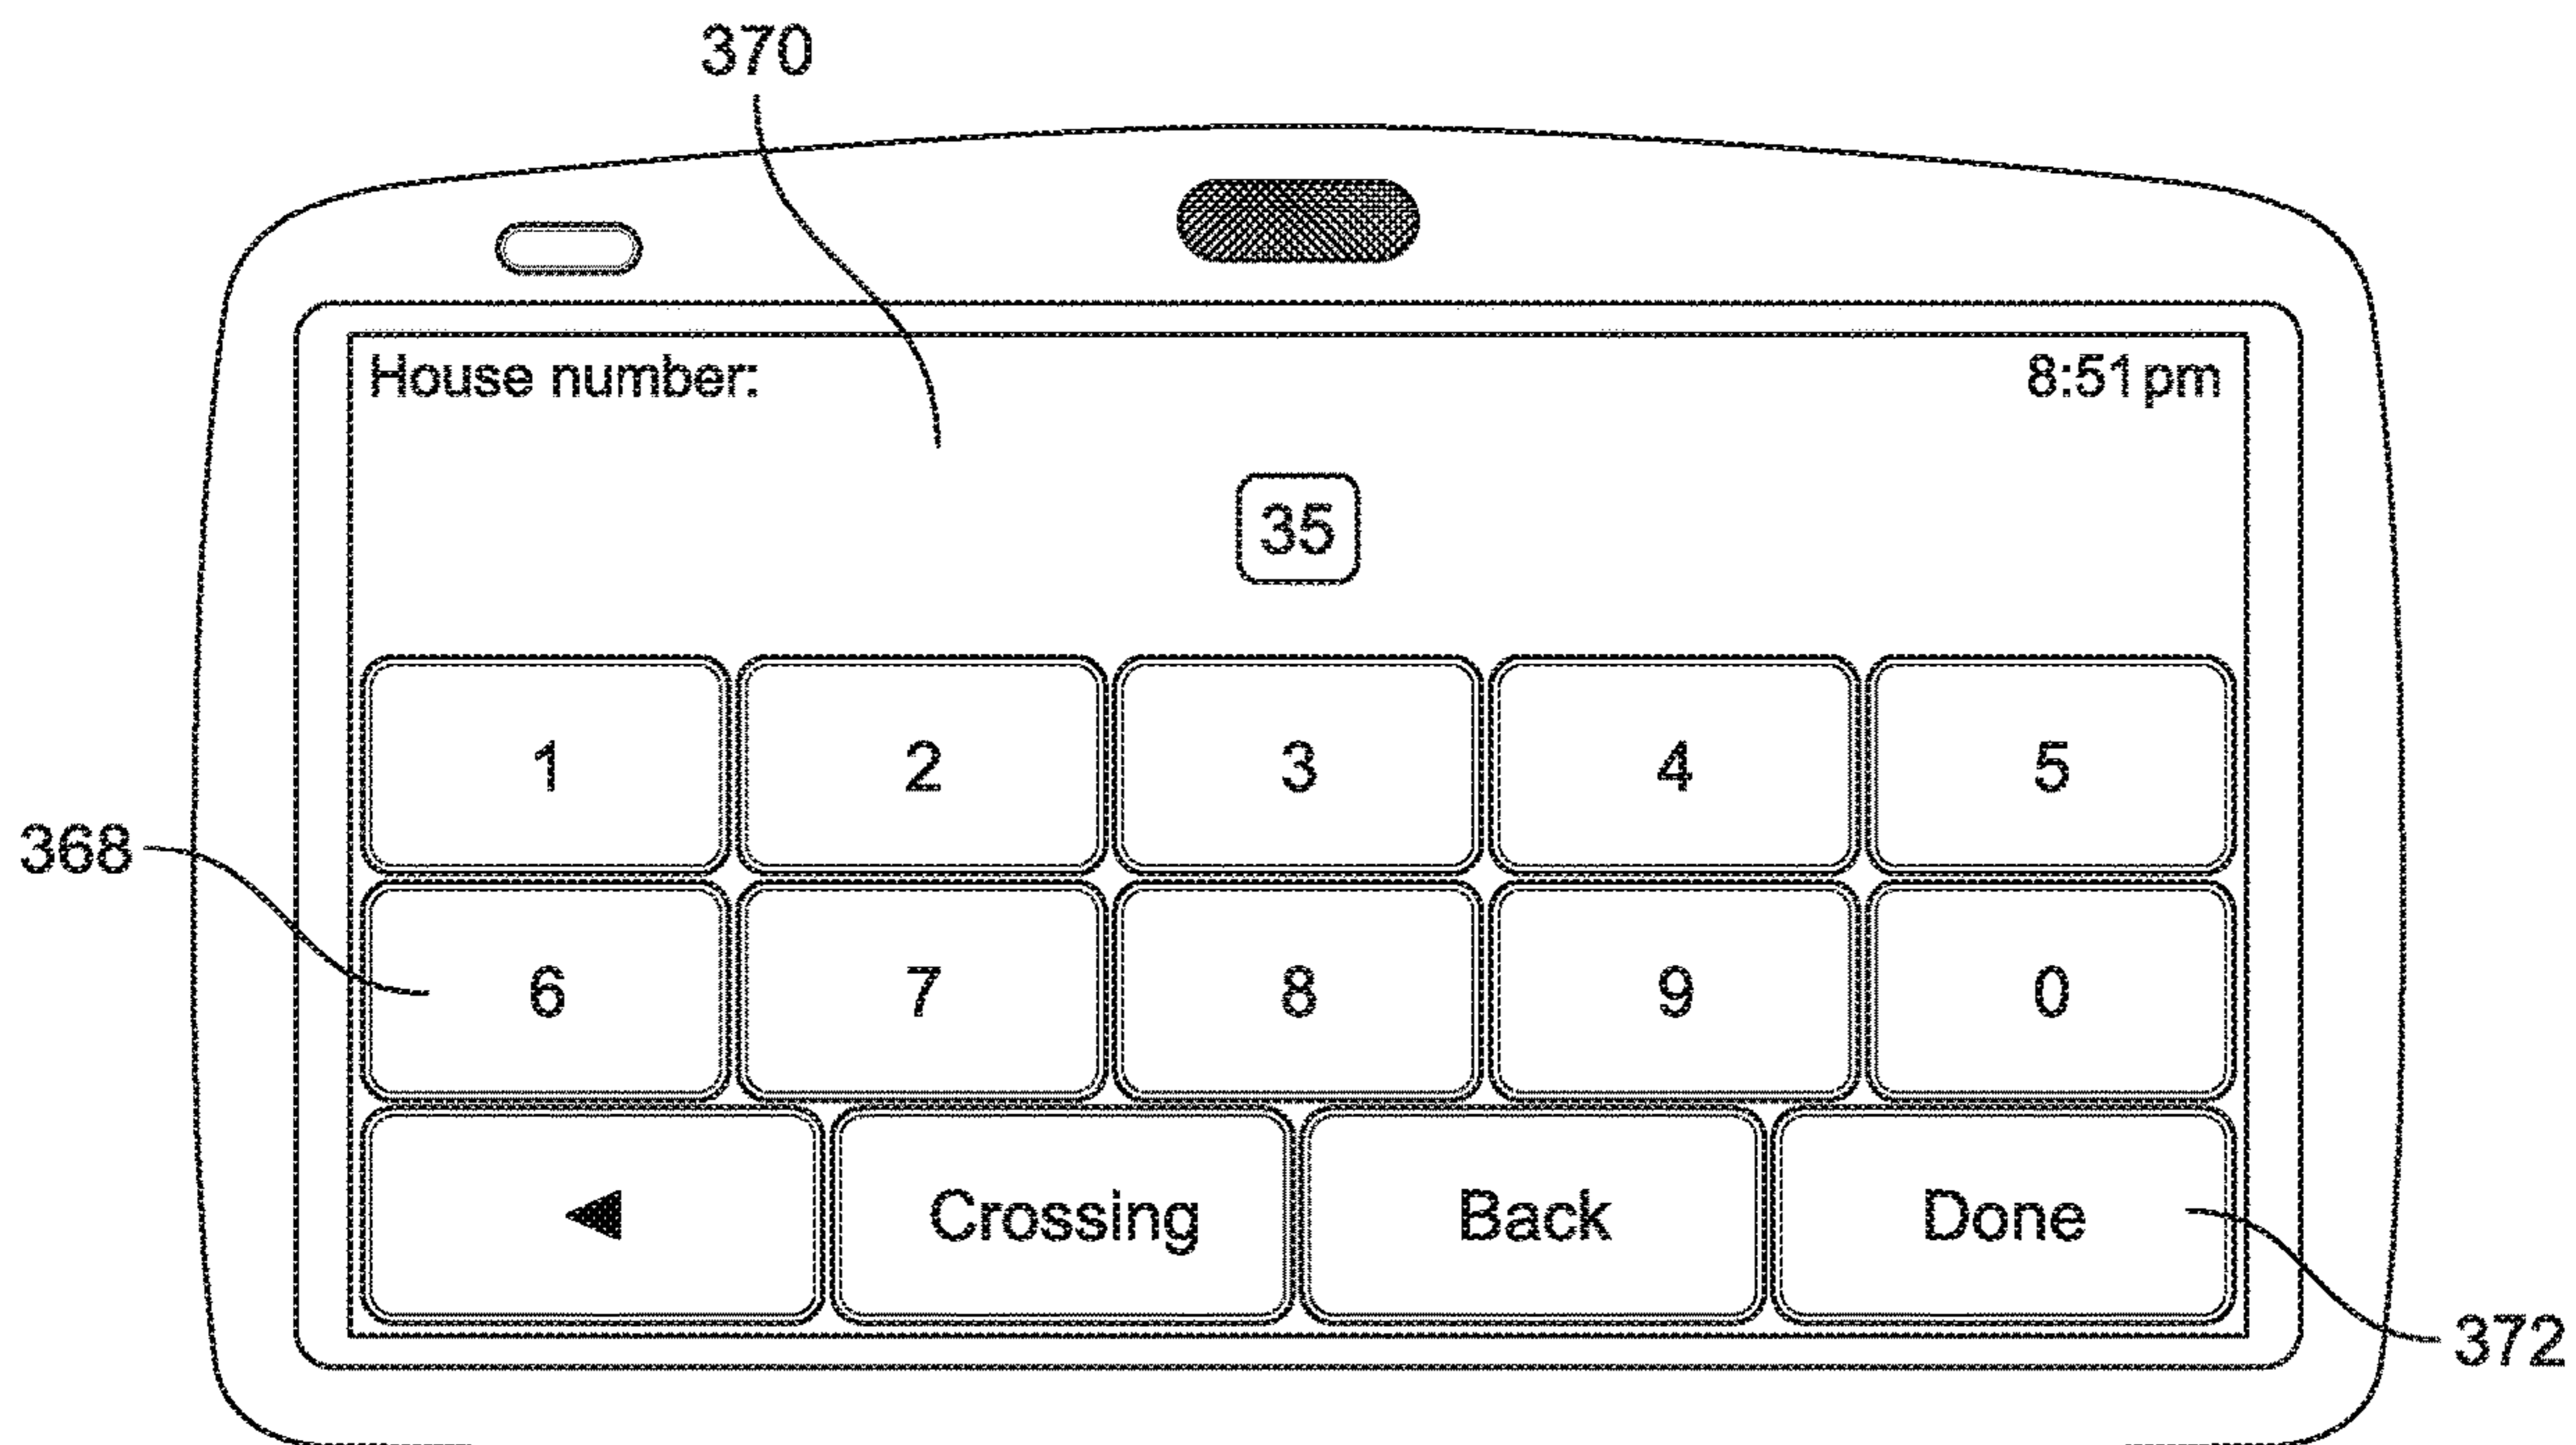 370
House number: 8:51pm
35
1 2 3 4 5
368
6 7 8 9 0
◀ Crossing Back Done
372